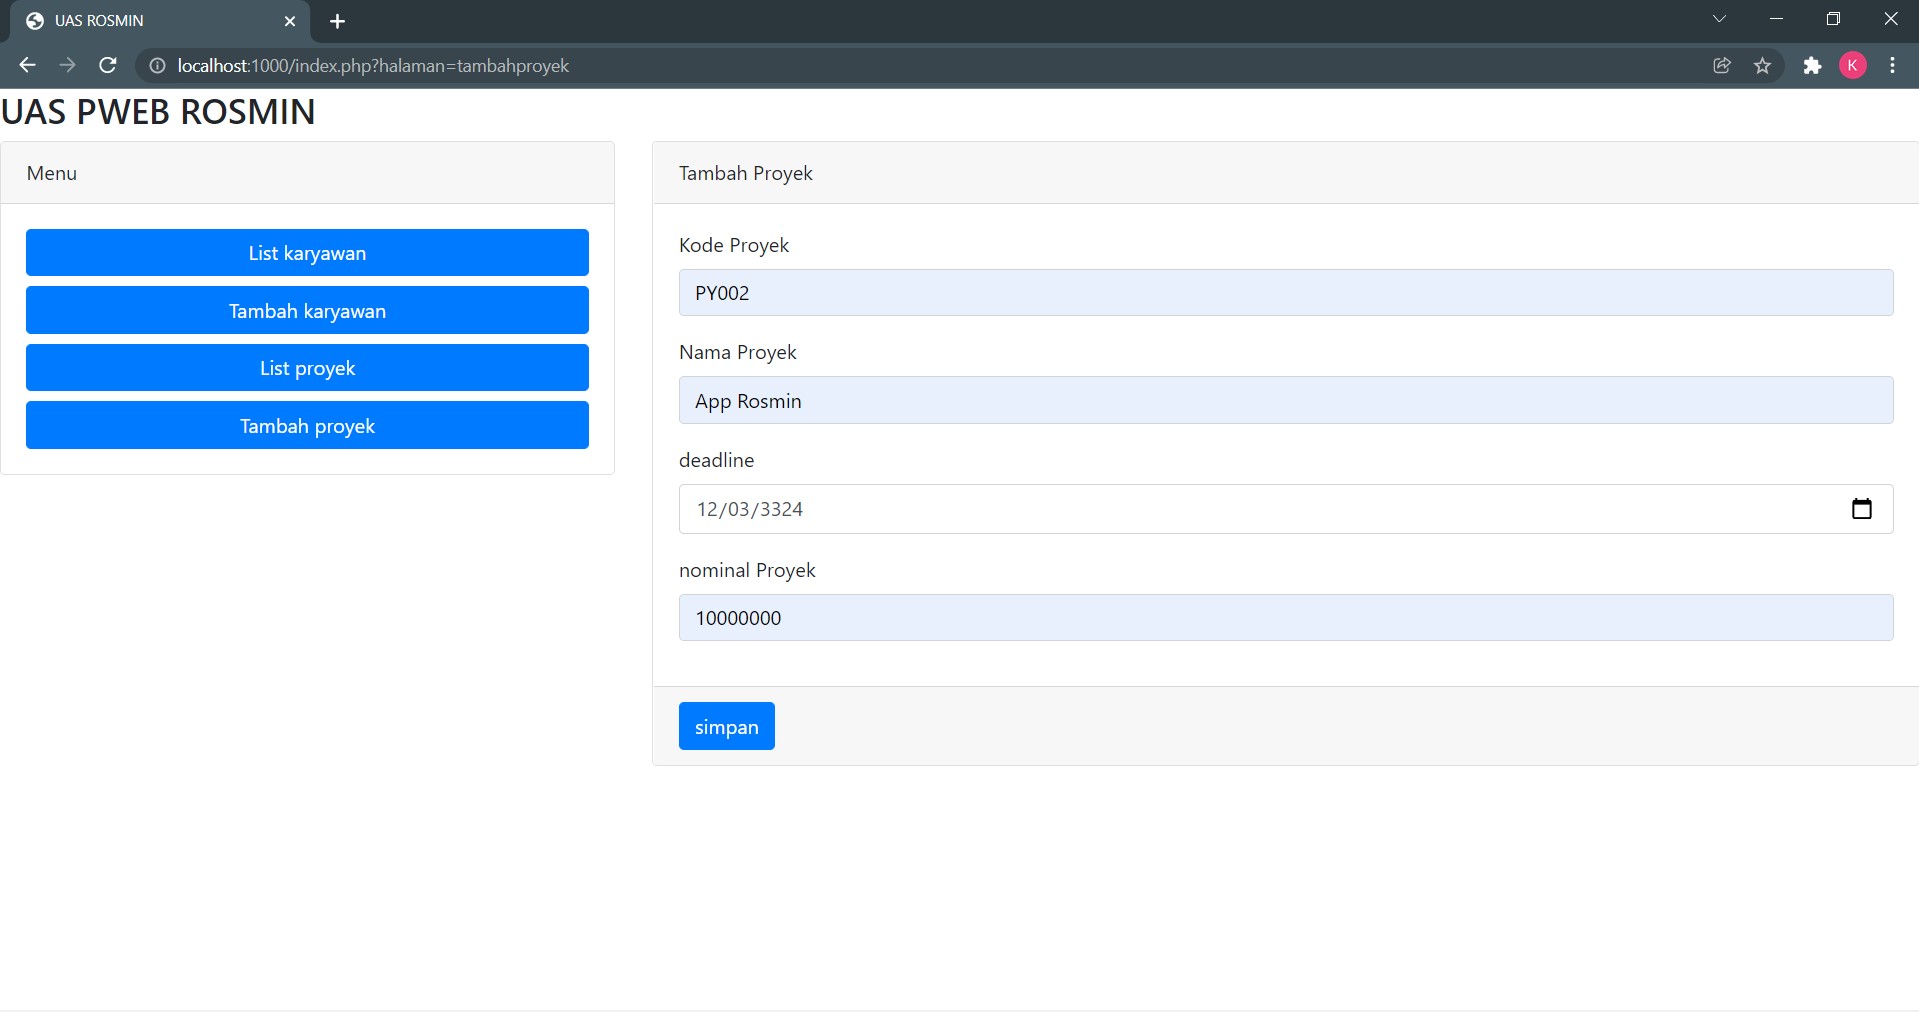 UAS ROSMIN
localhost:1000/index.php?halaman=tambahproyek
K
UAS PWEB ROSMIN
Menu
List karyawan
Tambah karyawan
List proyek
Tambah proyek
Tambah Proyek
Kode Proyek
PY002
Nama Proyek
App Rosmin
deadline
12/03/3324
nominal Proyek
10000000
simpan